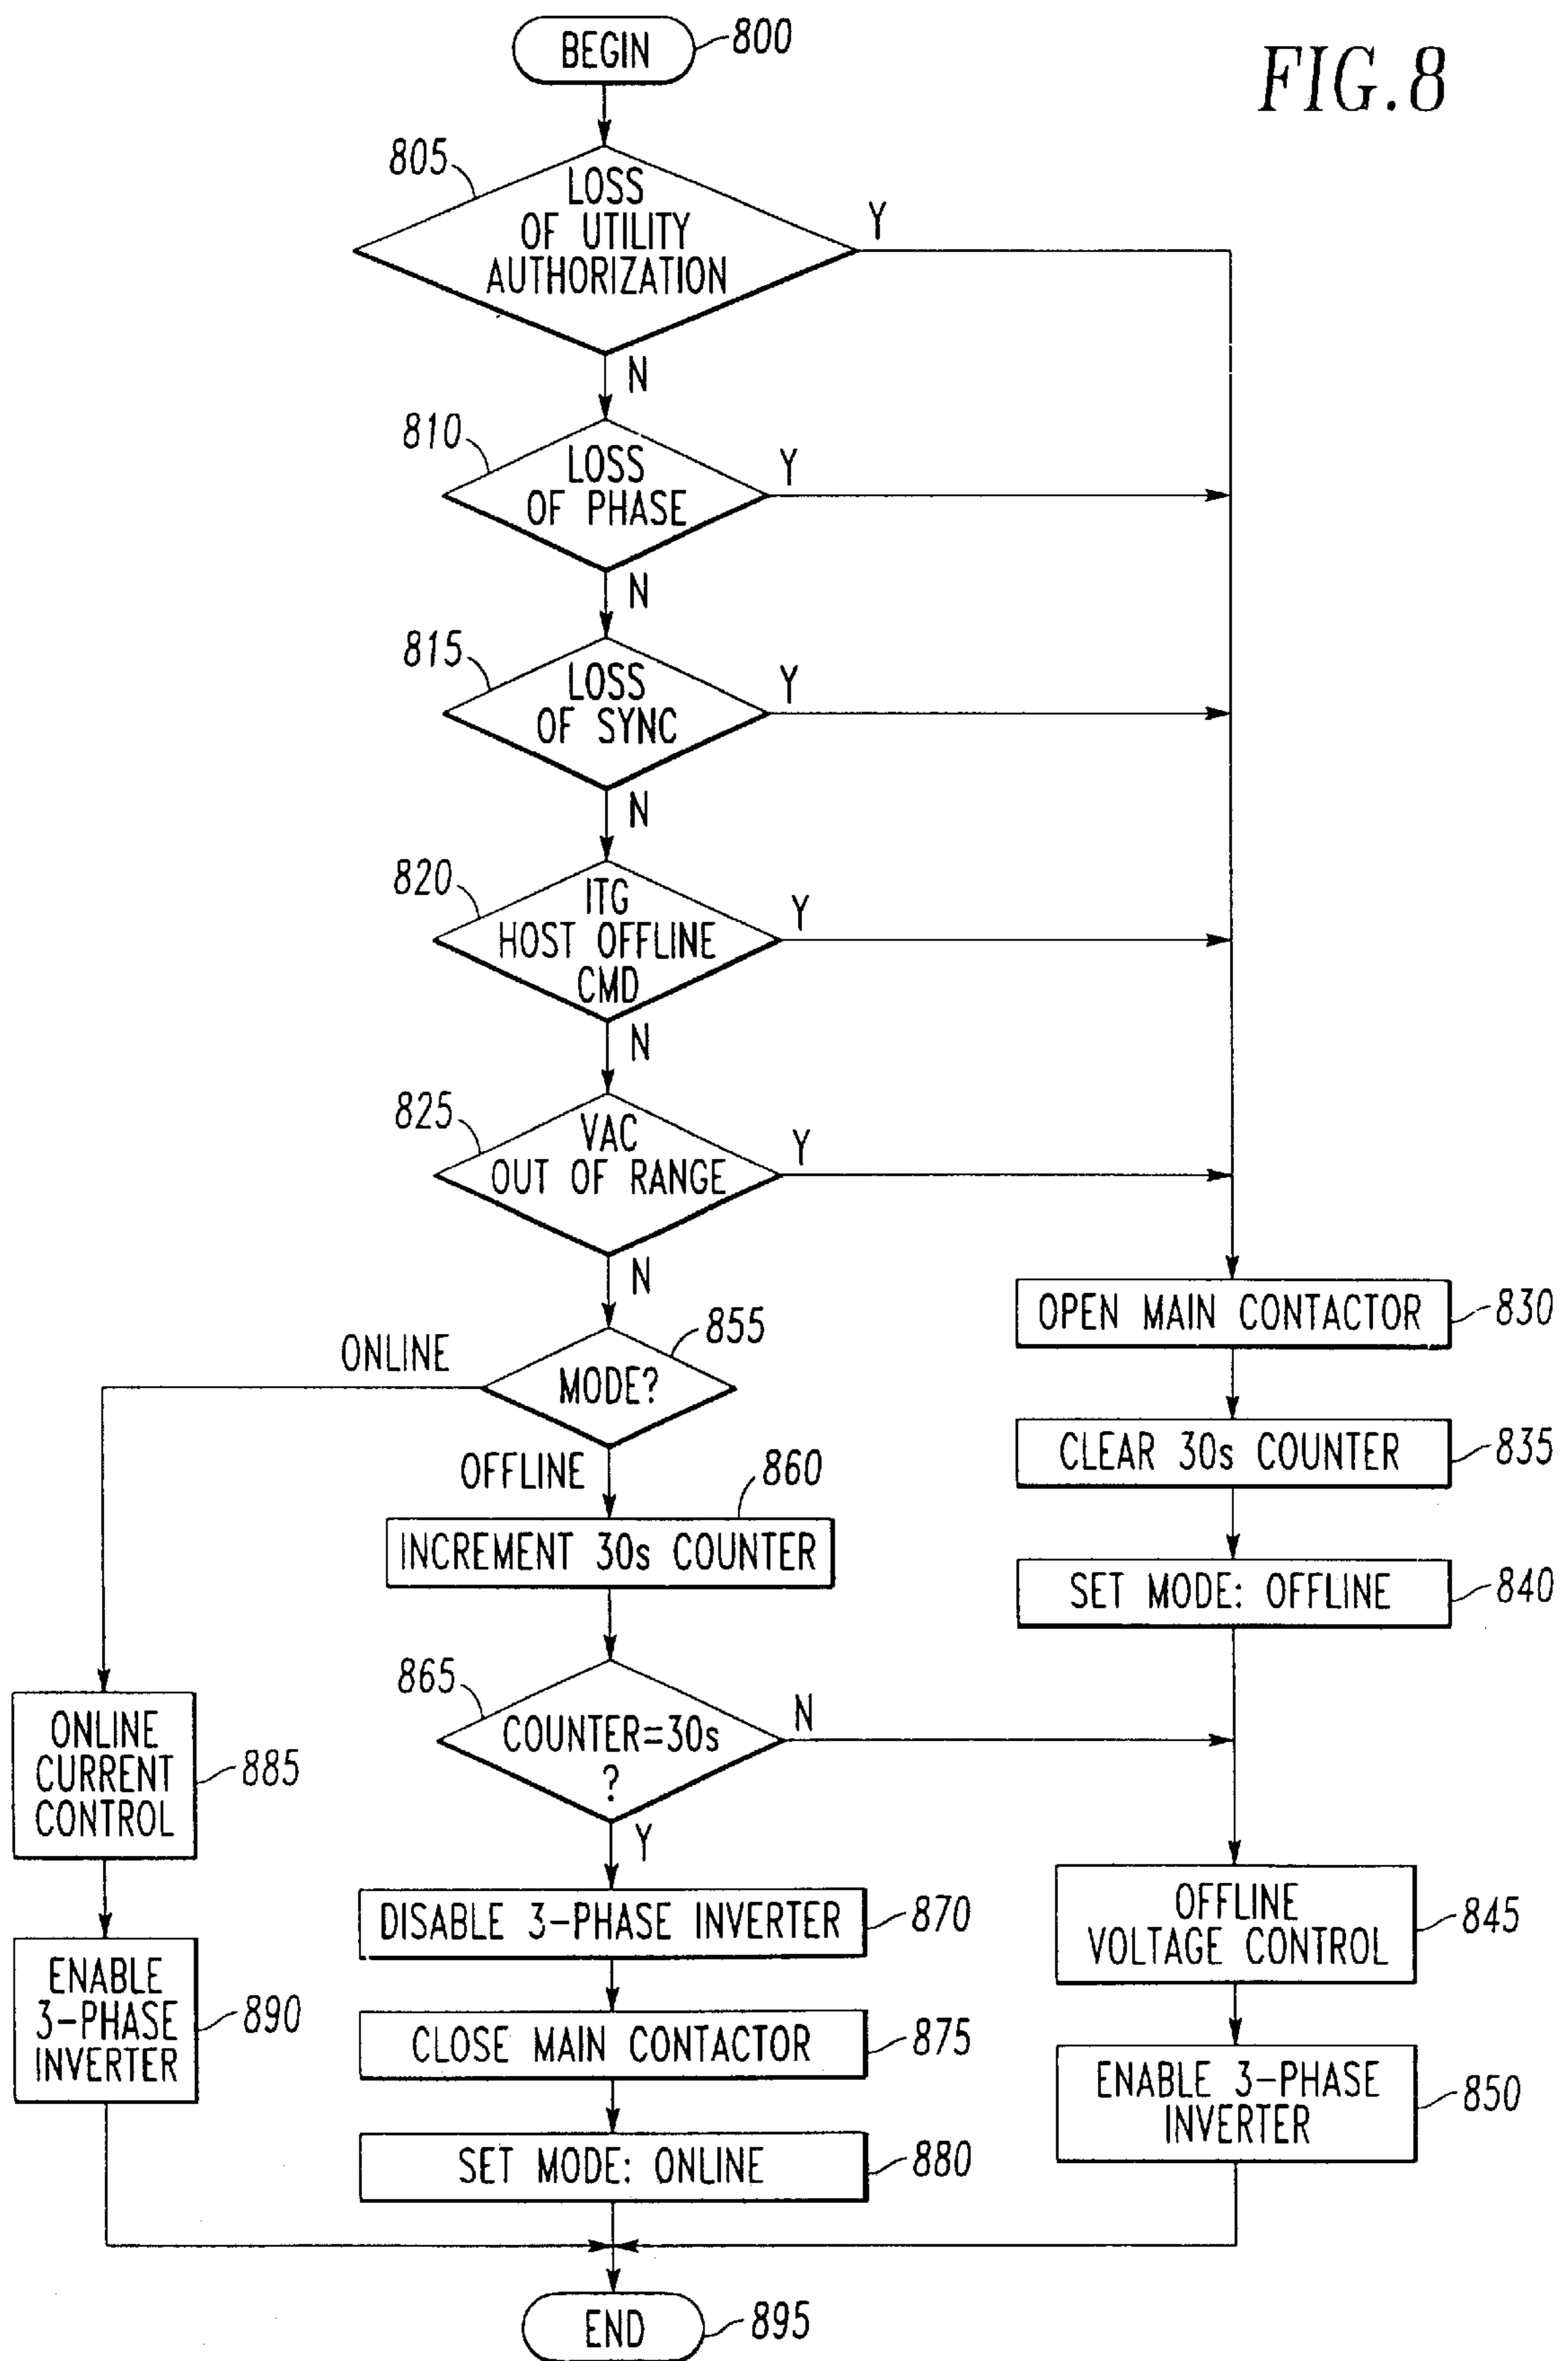 FIG. 8
BEGIN
800
805
LOSS
OF UTILITY
AUTHORIZATION
Y
N
810
LOSS
OF PHASE
Y
N
815
LOSS
OF SYNC
Y
N
820
ITG
HOST OFFLINE
CMD
Y
N
825
VAC
OUT OF RANGE
Y
N
OPEN MAIN CONTACTOR
830
855
MODE?
ONLINE
OFFLINE
CLEAR 30s COUNTER
835
860
INCREMENT 30s COUNTER
SET MODE: OFFLINE
840
865
COUNTER=30s
?
N
Y
ONLINE
CURRENT
CONTROL
885
DISABLE 3-PHASE INVERTER
870
OFFLINE
VOLTAGE CONTROL
845
ENABLE
3-PHASE
INVERTER
890
CLOSE MAIN CONTACTOR
875
ENABLE 3-PHASE
INVERTER
850
SET MODE: ONLINE
880
END
895